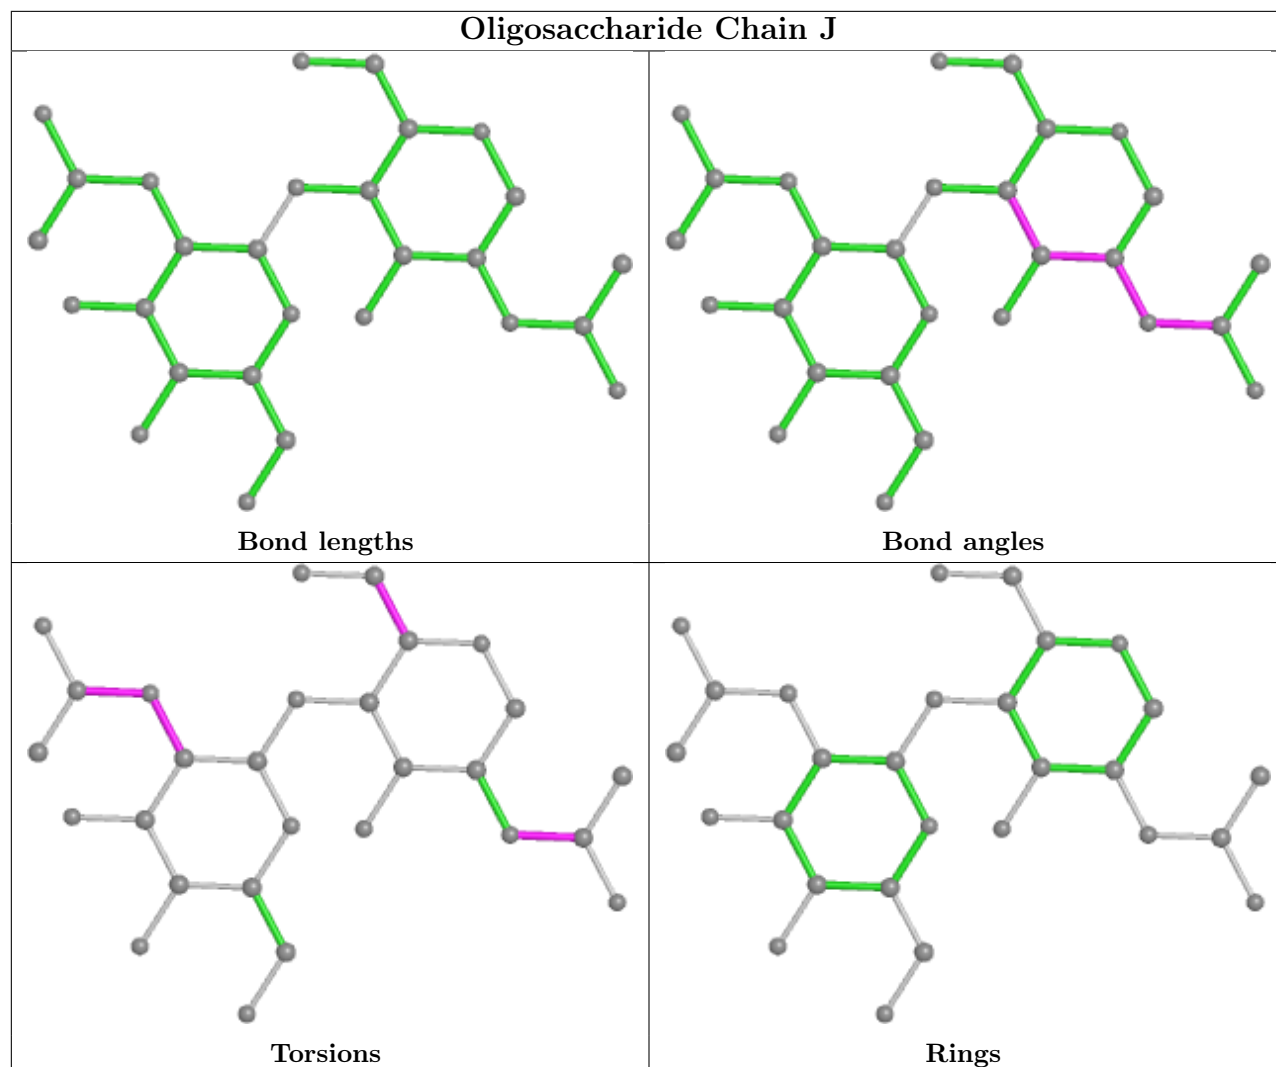 Oligosaccharide Chain J
Bond lengths
Bond angles
Torsions
Rings